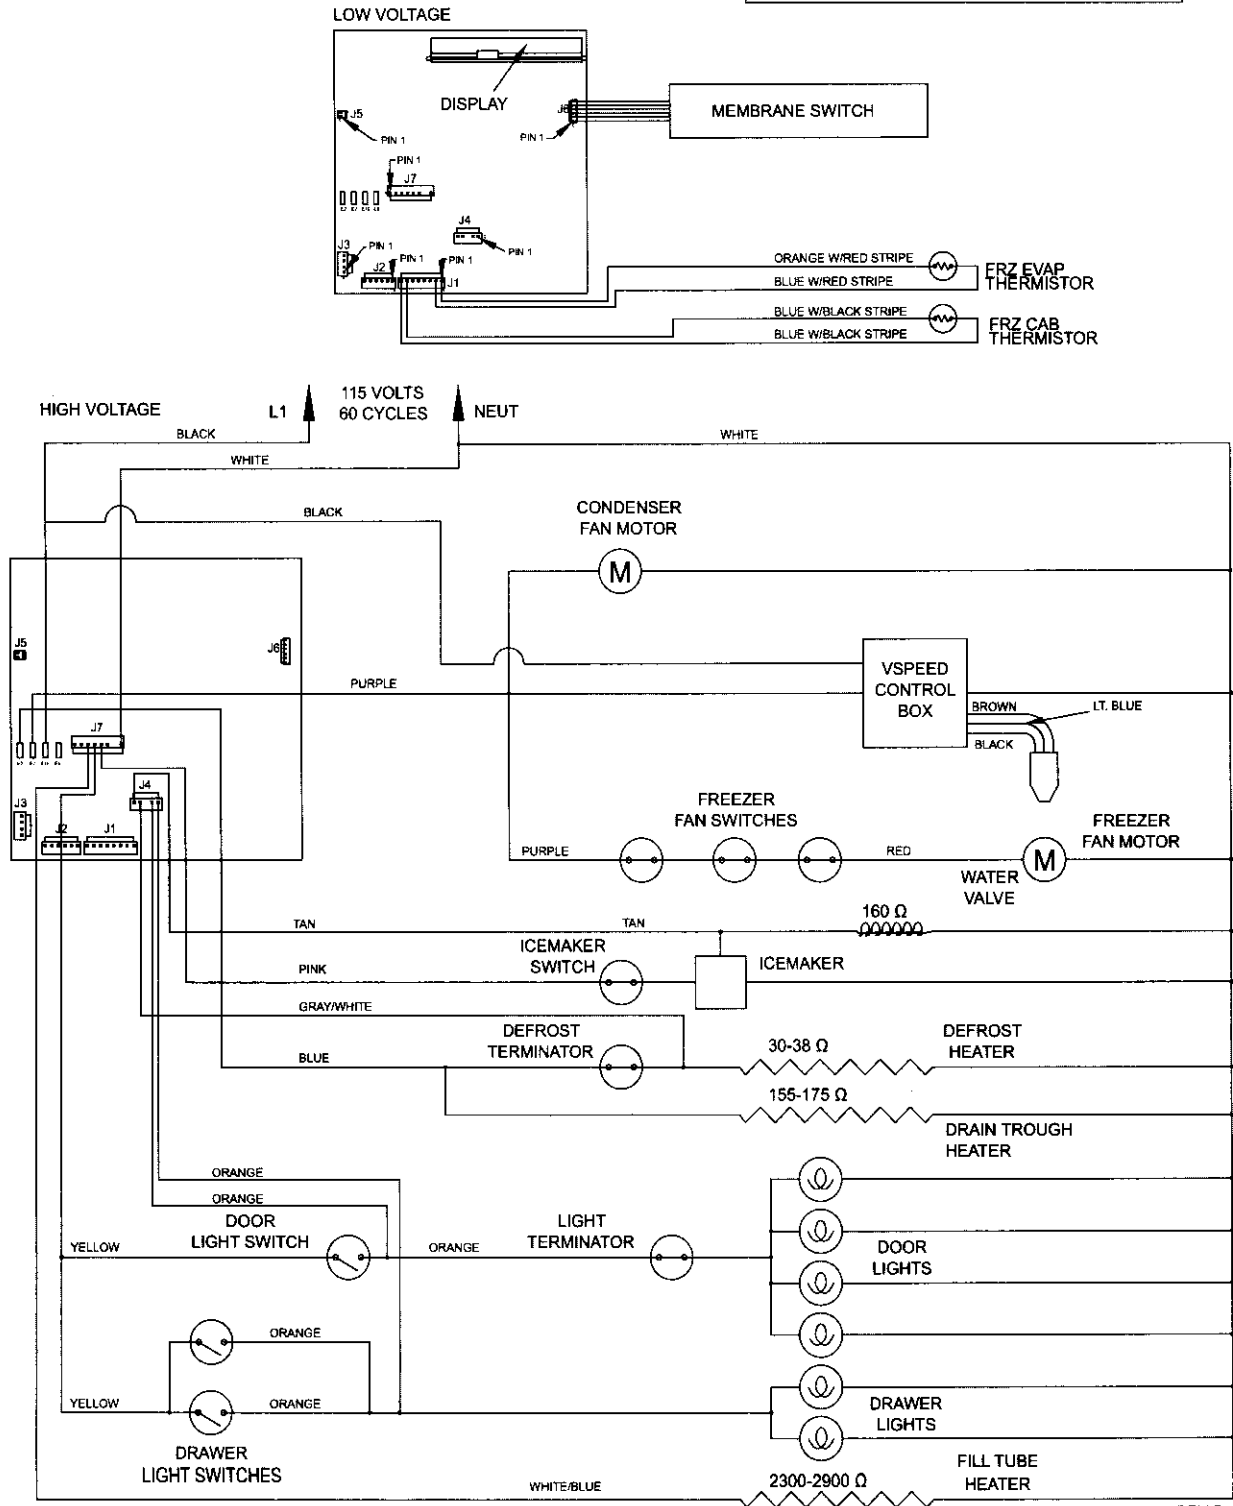 LOW VOLTAGE
DISPLAY
MEMBRANE SWITCH
J5
PIN 1
PIN 1
PIN 1
J7
J4
PIN 1
J3
PIN 1
J2
PIN 1
PIN 1
J1
ORANGE W/RED STRIPE
BLUE W/RED STRIPE
FRZ EVAP
THERMISTOR
BLUE W/BLACK STRIPE
BLUE W/BLACK STRIPE
FRZ CAB
THERMISTOR
HIGH VOLTAGE
L1
115 VOLTS
60 CYCLES
NEUT
BLACK
WHITE
WHITE
BLACK
CONDENSER
FAN MOTOR
M
J5
J6
VSPEED
CONTROL
BOX
PURPLE
BROWN
LT. BLUE
BLACK
J7
J4
J3
J2
J1
FREEZER
FAN SWITCHES
FREEZER
FAN MOTOR
PURPLE
RED
M
WATER
VALVE
160 Ω
TAN
TAN
ICEMAKER
SWITCH
ICEMAKER
PINK
GRAY/WHITE
DEFROST
TERMINATOR
30-38 Ω
DEFROST
HEATER
BLUE
155-175 Ω
DRAIN TROUGH
HEATER
ORANGE
ORANGE
DOOR
LIGHT SWITCH
LIGHT
TERMINATOR
YELLOW
ORANGE
DOOR
LIGHTS
ORANGE
YELLOW
ORANGE
DRAWER
LIGHTS
DRAWER
LIGHT SWITCHES
FILL TUBE
HEATER
WHITE/BLUE
2300-2900 Ω